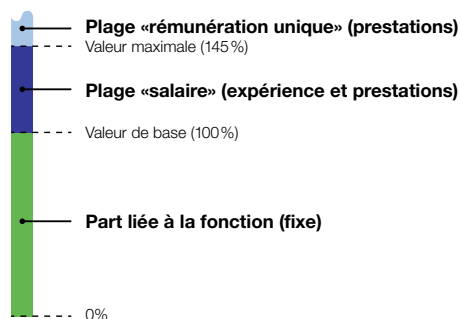 Plage «rémunération unique» (prestations)
Valeur maximale (145 %)
Plage «salaire» (expérience et prestations)
Valeur de base (100 %)
Part liée à la fonction (fixe)
0%